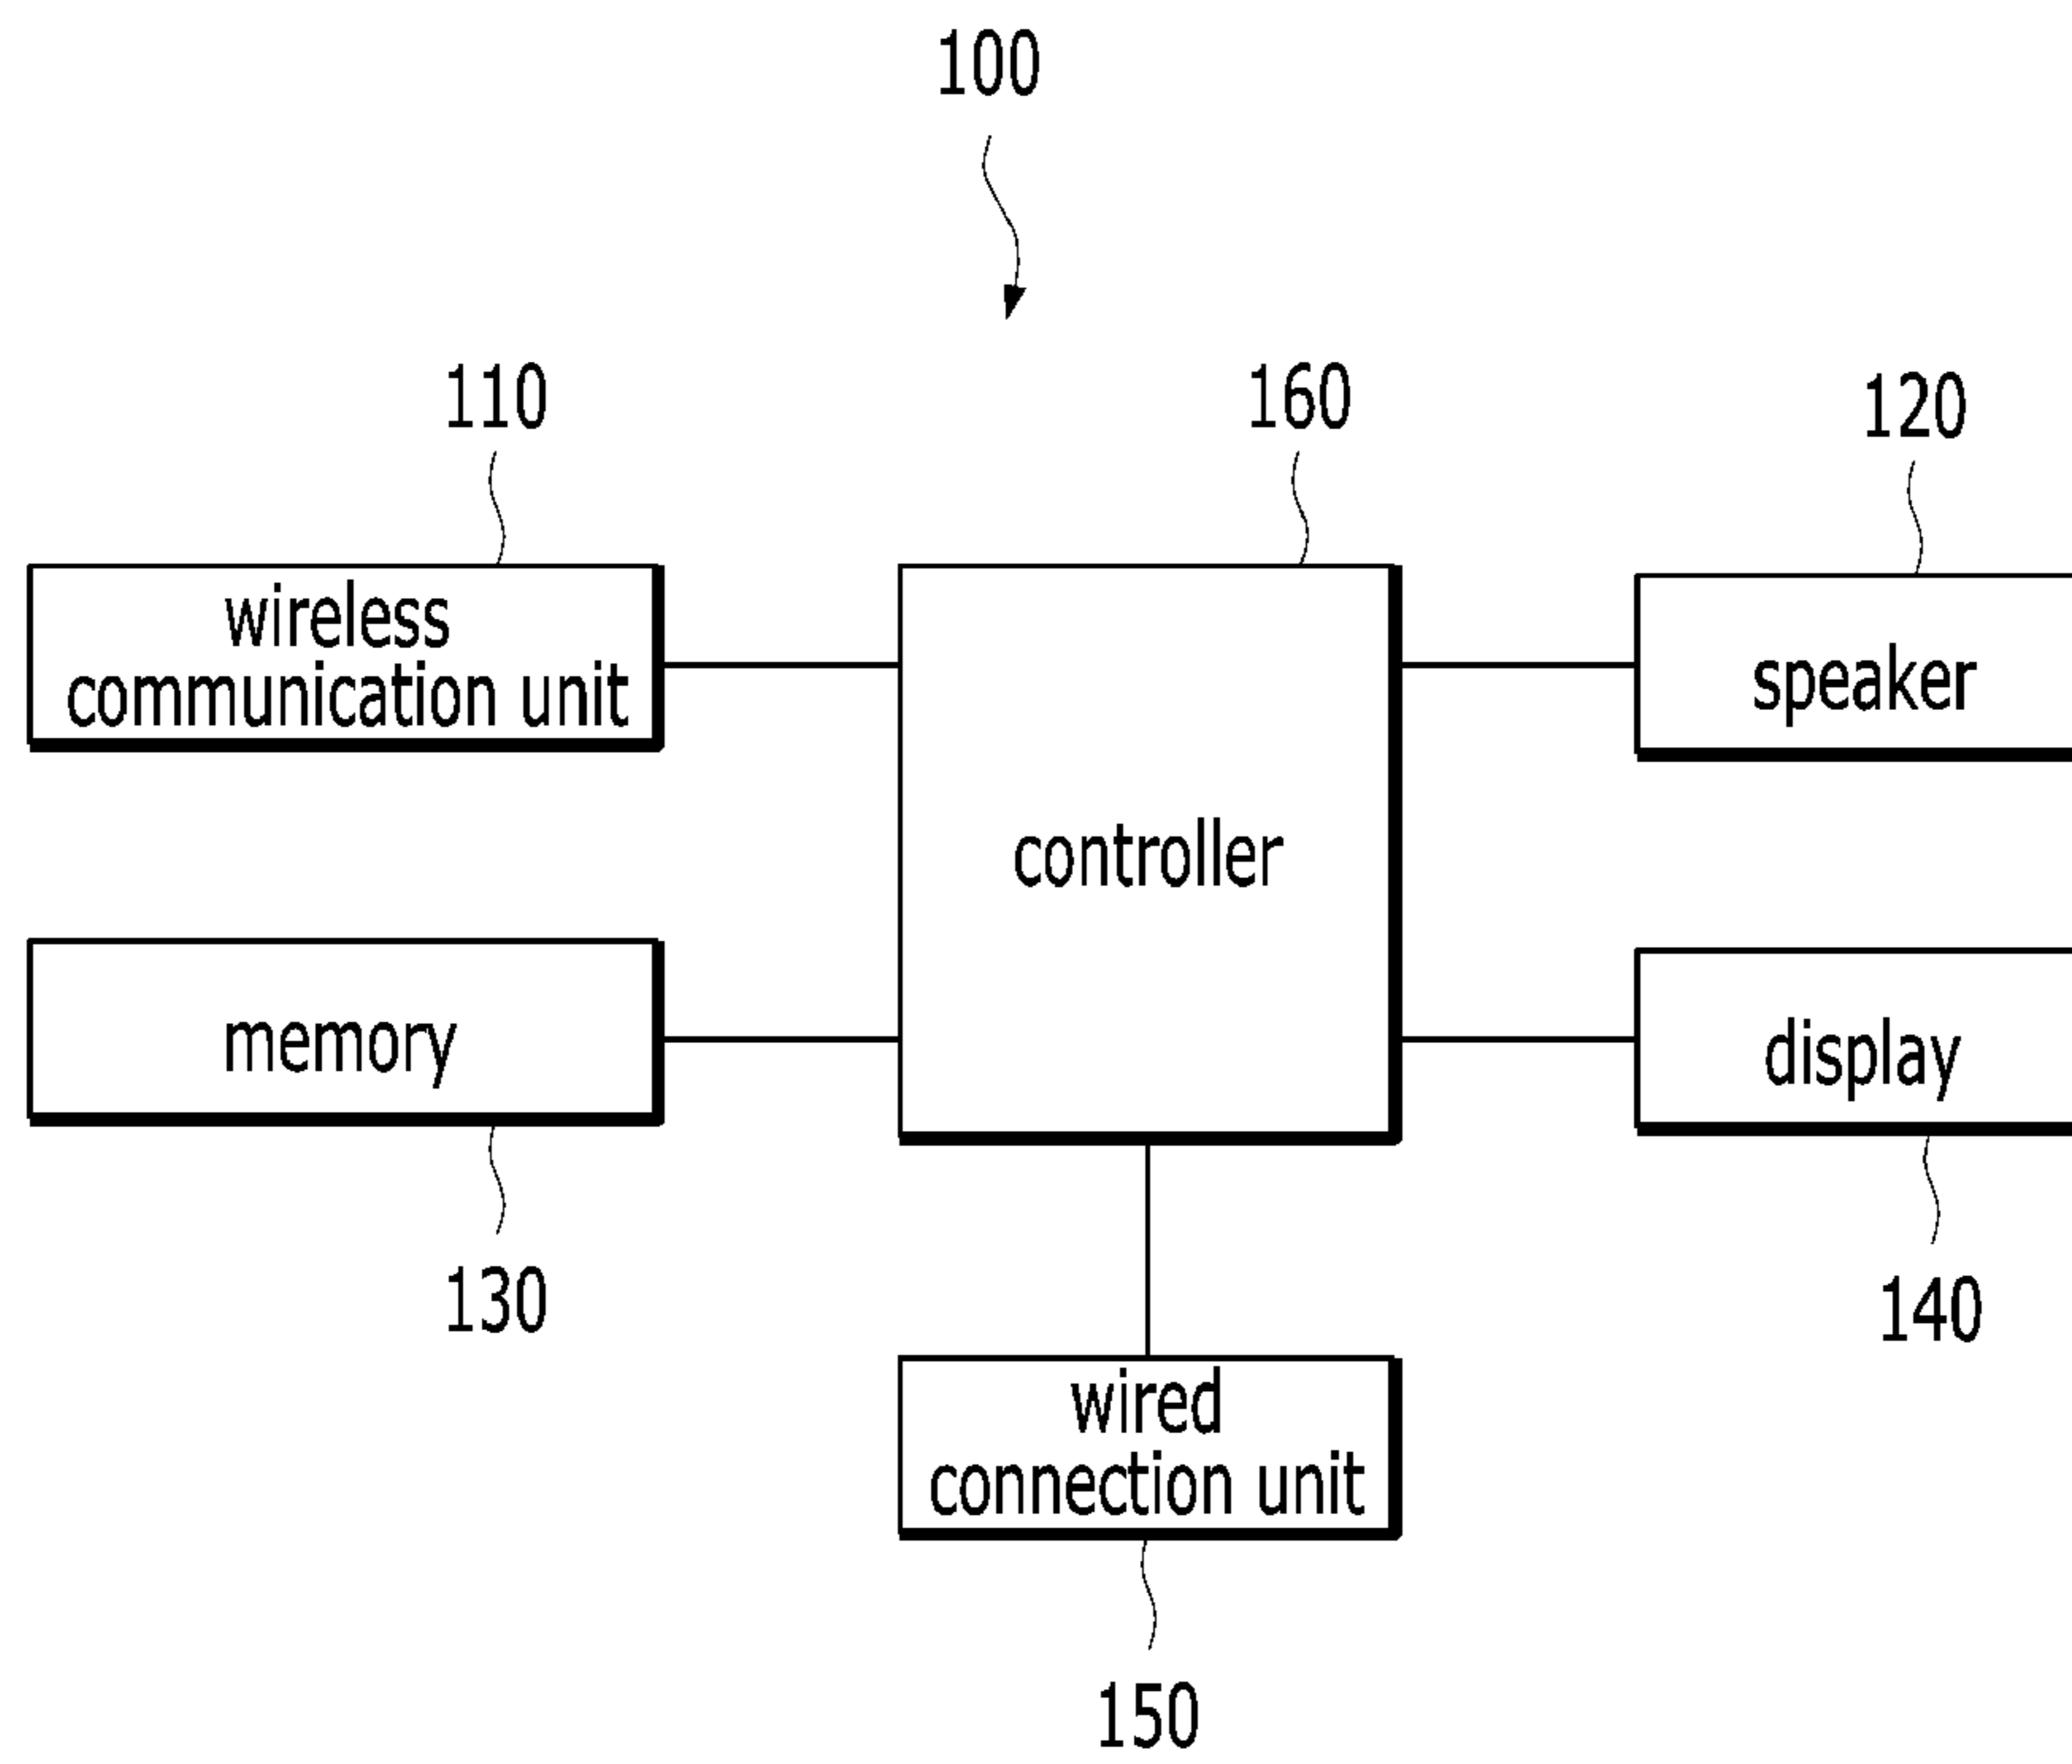 100
110
160
120
wireless
communication unit
speaker
controller
memory
display
130
140
wired
connection unit
150